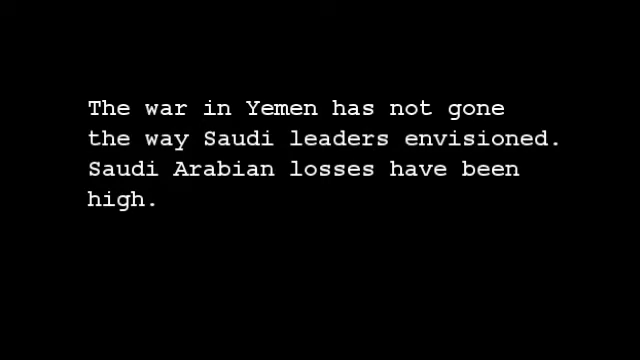 The war in Yemen has not gone
the way Saudi leaders envisioned.
Saudi Arabian losses have been
high.